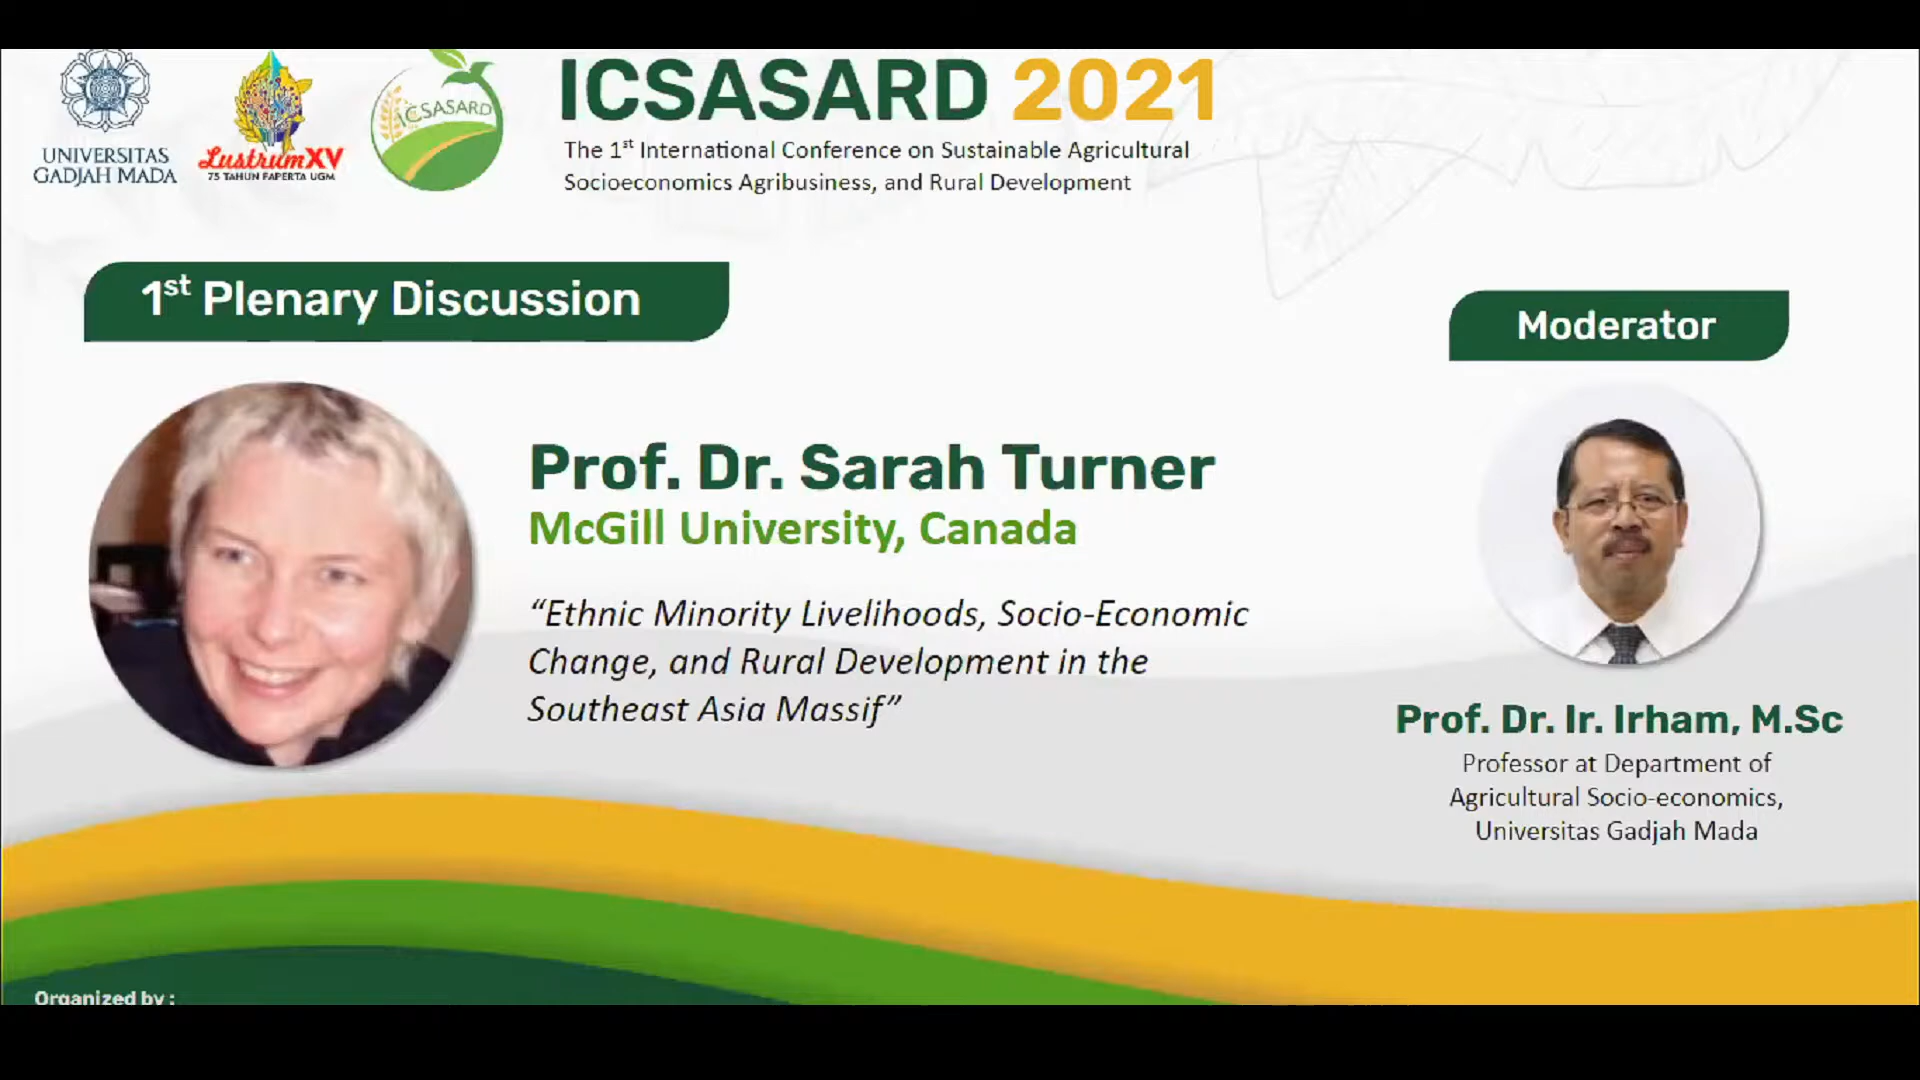 UNIVERSITAS
GADJAH MADA
LustrumXV
75 TAHUN FAPERTA UGM
ICSASARD
ICSASARD 2021
The 1st International Conference on Sustainable Agricultural
Socioeconomics Agribusiness, and Rural Development
1st Plenary Discussion
Prof. Dr. Sarah Turner
McGill University, Canada
“Ethnic Minority Livelihoods, Socio-Economic
Change, and Rural Development in the
Southeast Asia Massif”
Moderator
Prof. Dr. Ir. Irham, M.Sc
Professor at Department of
Agricultural Socio-economics,
Universitas Gadjah Mada
Organized by :